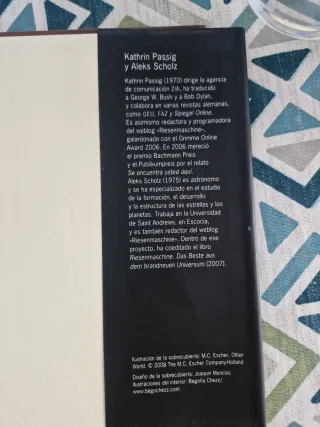 Kathrin Passig
y Aleks Scholz
Kathrin Passig (1970) dirige la agencia
de comunicación ZIA, ha traducido
a George W. Bush y a Bob Dylan,
y colabora en varias revistas alemanas,
como GEO, FAZ y Spiegel Online.
Es asimismo redactora y programadora
del weblog «Riesenmaschine»,
galardonado con el Grimme Online
Award 2006. En 2006 mereció
el premio Bachmann Preis
y el Publikumpreis por el relato
Se encuentra usted aquí.
Aleks Scholz (1975) es astrónomo
y se ha especializado en el estudio
de la formación, el desarrollo
y la estructura de las estrellas y los
planetas. Trabaja en la Universidad
de Saint Andrews, en Escocia,
y es también redactor del weblog
«Riesenmaschine». Dentro de ese
proyecto, ha coeditado el libro
Riesenmaschine. Das Beste aus
dem brandneuen Universum (2007).
Ilustración de la sobrecubierta: M.C. Escher. Other
World. © 2008 The M.C. Escher Company-Holland
Diseño de la sobrecubierta: Joaquín Monclús
Ilustraciones del interior: Begoña Chezz/
www.begochezz.com